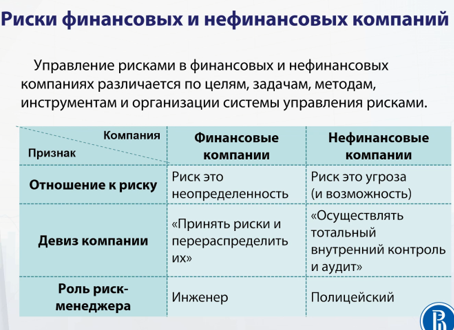 Риски финансовых и нефинансовых компаний
Управление рисками в финансовых и нефинансовых
компаниях различается по целям, задачам, методам,
инструментам и организации системы управления рисками.
Компания
Признак
Финансовые
компании
Нефинансовые
компании
Отношение к риску
Риск это
неопределенность
Риск это угроза
(и возможность)
Девиз компании
«Принять риски и
перераспределить
их»
«Осуществлять
тотальный
внутренний контроль
и аудит»
Роль риск-
менеджера
Инженер
Полицейский